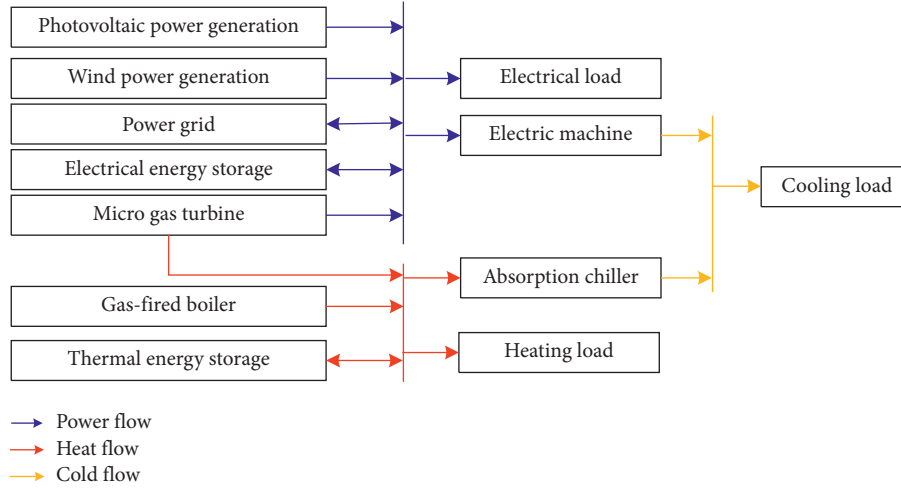 Photovoltaic power generation
Wind power generation
Electrical load
Power grid
Electric machine
Electrical energy storage
Cooling load
Micro gas turbine
Absorption chiller
Gas-fired boiler
Heating load
Thermal energy storage
Power flow
Heat flow
Cold flow